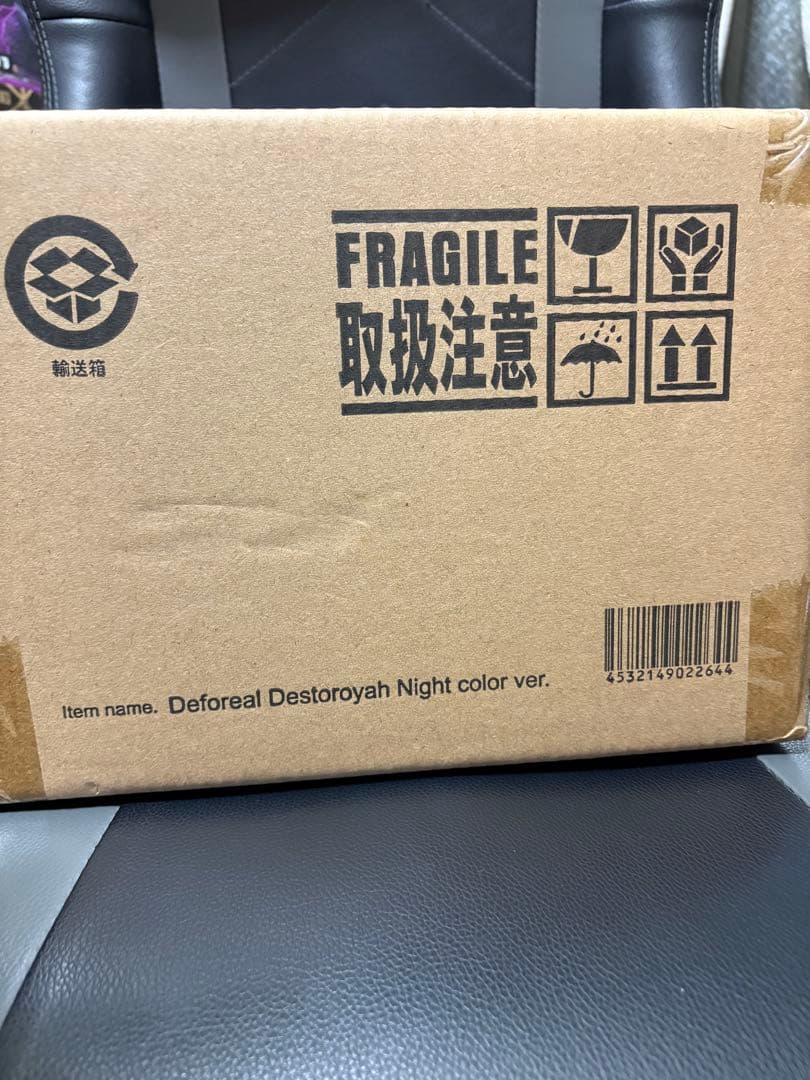 FRAGILE
取扱注意
輸送箱
4532149022644
Item name. Deforeal Destoroyah Night color ver.